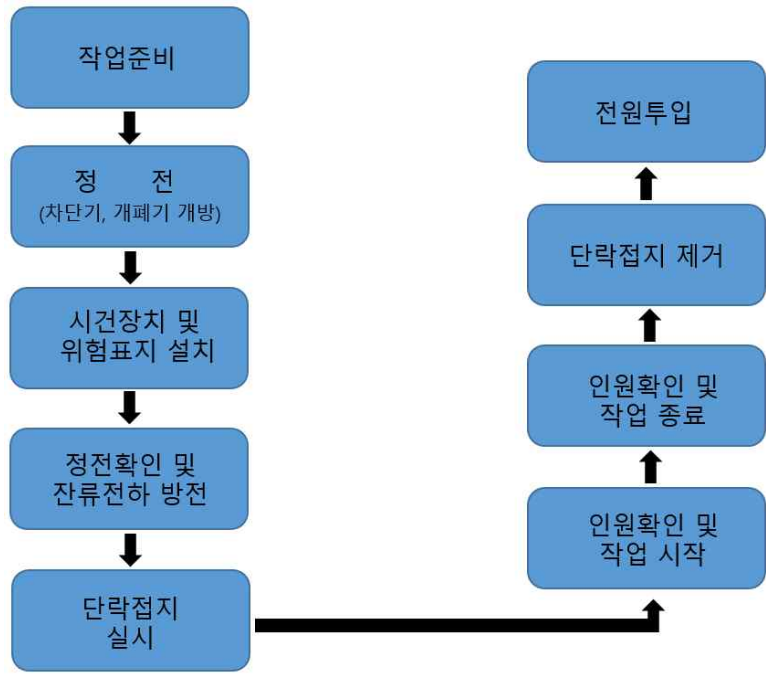 작업준비
정 전
(차단기, 개폐기 개방)
시건장치 및
위험표지 설치
정전확인 및
잔류전하 방전
단락접지
실시
인원확인 및
작업 시작
인원확인 및
작업 종료
단락접지 제거
전원투입